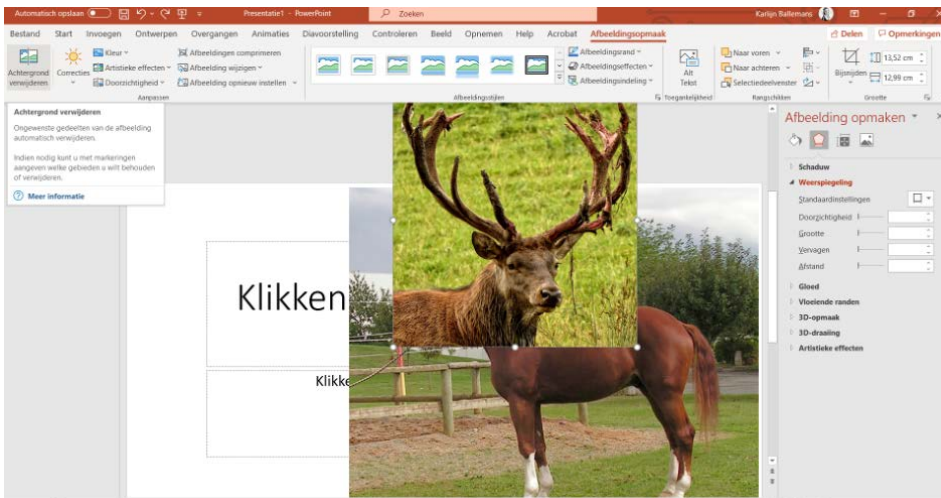 Automatisch opslaan
Presentatie1 - PowerPoint
Zoeken
Karijn Ballemans
Bestand Start Invoegen Ontwerpen Overgangen Animaties Diavoorstelling Controleren Beeld Opnemen Help Acrobat Afbeeldingsopmaak
Delen
Opmerkingen
Achtergrond verwijderen
Correcties
Kleur
Artistieke effecten
Doorzichtigheid
Afbeeldingen comprimeren
Afbeelding wijzigen
Afbeelding opnieuw instellen
Afbeeldingsrand
Afbeeldingseffecten
Afbeeldingsindeling
Alt
Tekst
Naar voren
Naar achteren
Selectiedeelvenster
Bijsnijden
13,52 cm
12,99 cm
Aanpassen
Afbeeldingsstijlen
Toegankelijkheid
Rangschikken
Grootte
Achtergrond verwijderen
Ongewenste gedeelten van de afbeelding
automatisch verwijderen.
Indien nodig kunt u met markeringen
aangeven welke gebieden u wilt behouden
of verwijderen.
Meer informatie
Klikken
Klikke
Afbeelding opmaken
Schaduw
Weerspiegeling
Standaardinstellingen
Doorzichtigheid
Grootte
Vervagen
Afstand
Gloed
Vloeiende randen
3D-opmaak
3D-draaiing
Artistieke effecten